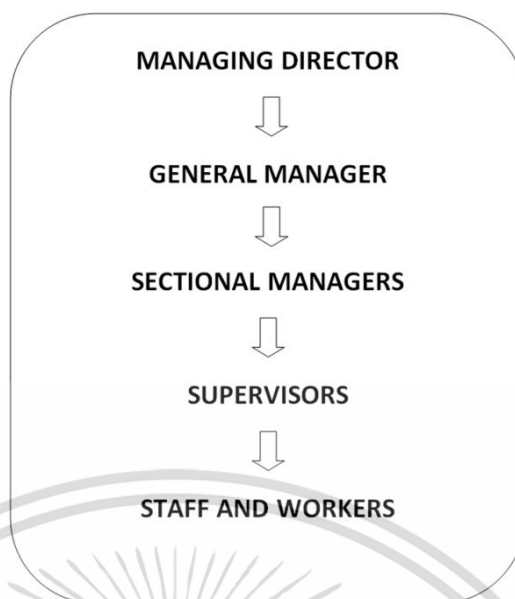 MANAGING DIRECTOR
GENERAL MANAGER
SECTIONAL MANAGERS
SUPERVISORS
STAFF AND WORKERS